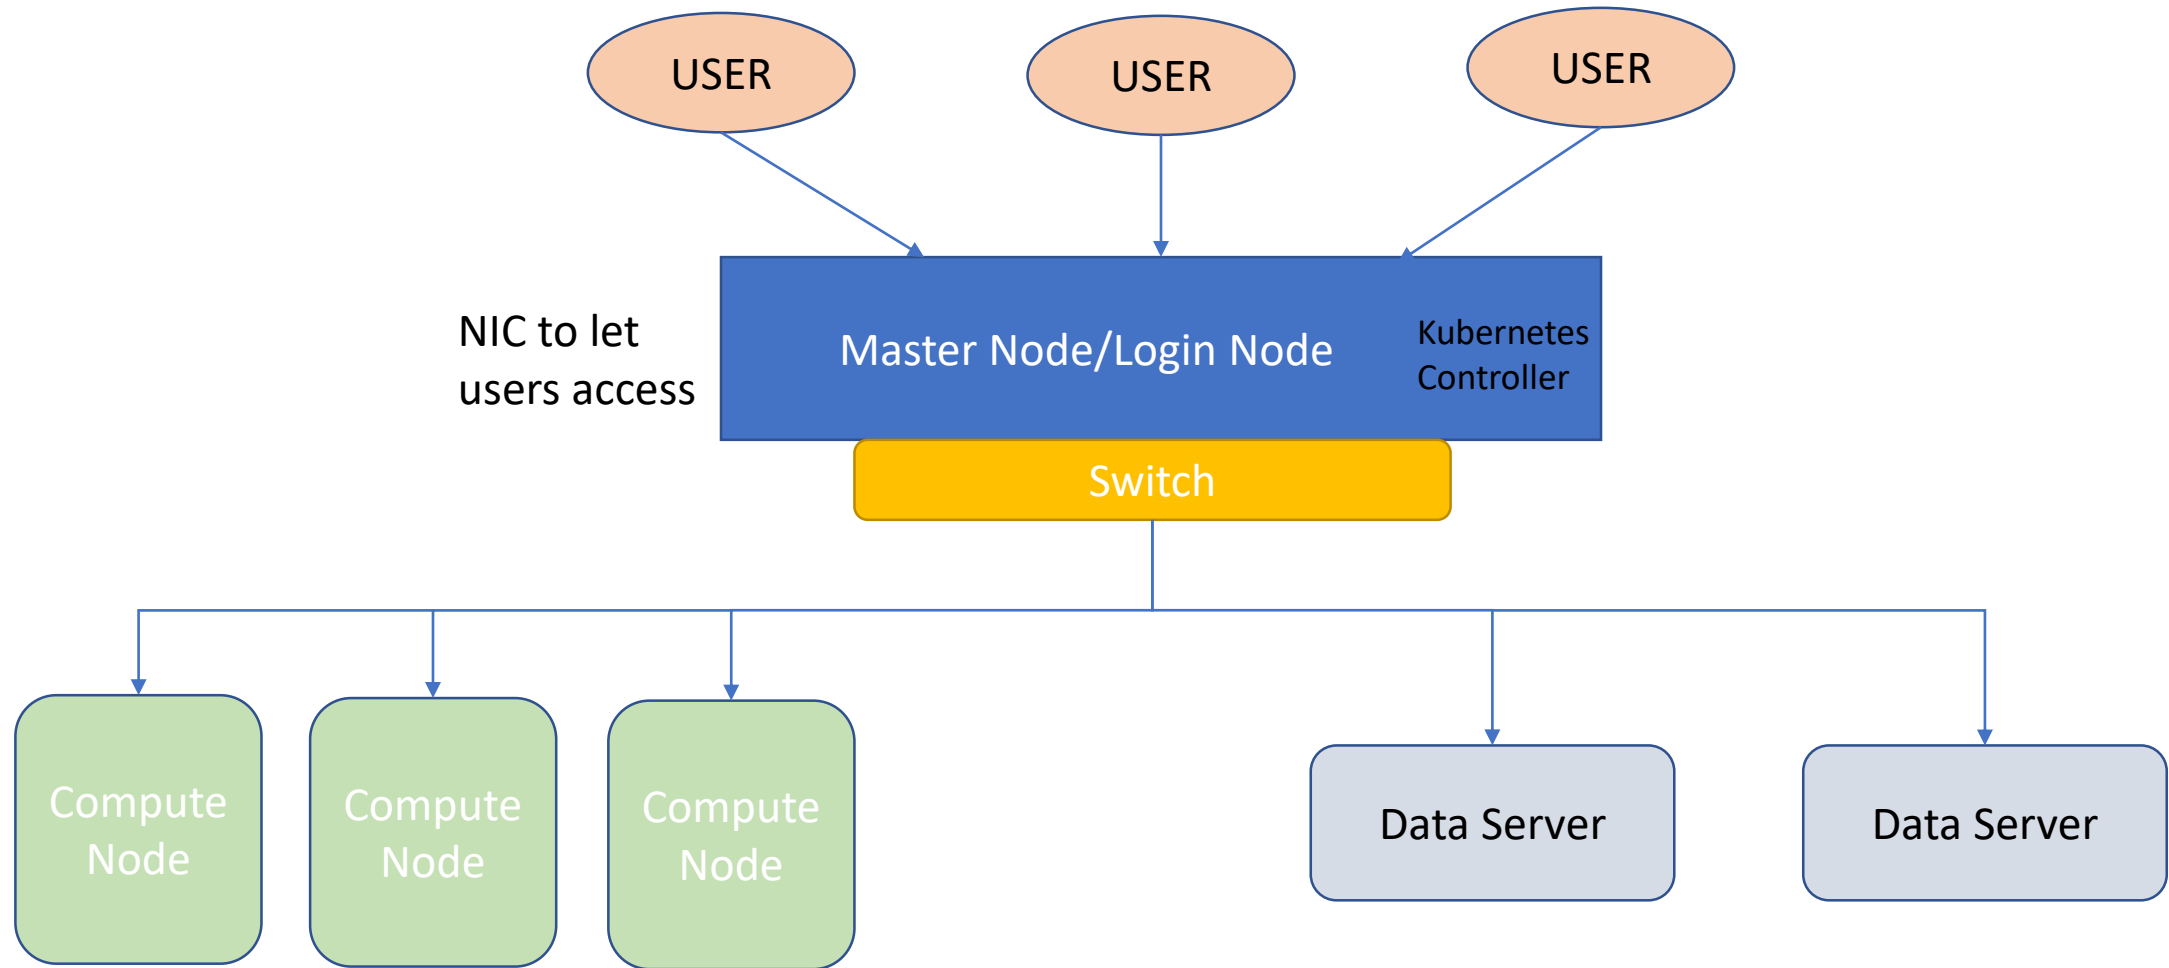 USER
USER
USER
NIC to let
users access
Master Node/Login Node
Kubernetes
Controller
Switch
Compute
Node
Compute
Node
Compute
Node
Data Server
Data Server